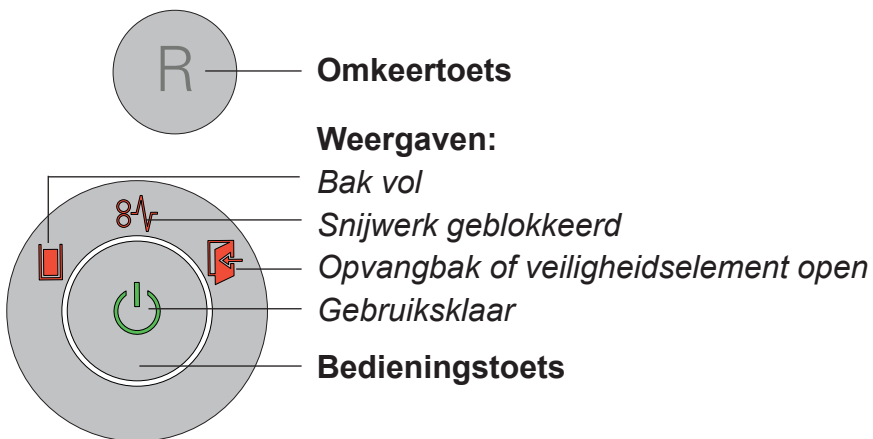 R
Omkeertoets
Weergaven:
Bak vol
Snijwerk geblokkeerd
Opvangbak of veiligheidselement open
Gebruiksklaar
Bedieningstoets